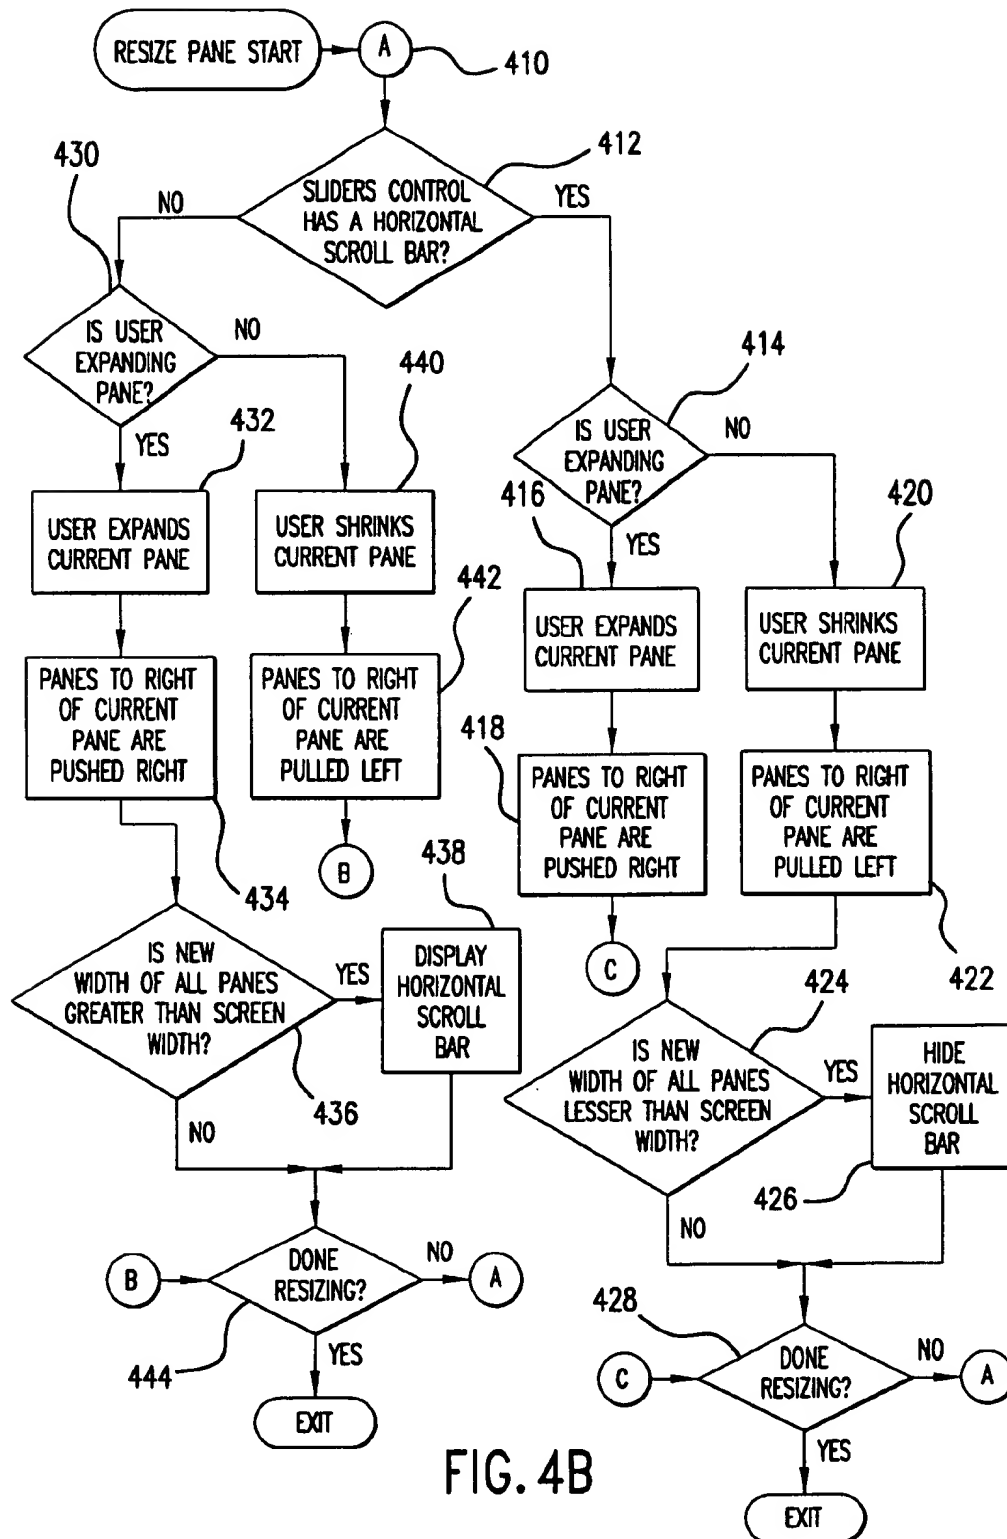 RESIZE PANE START
A
410
412
SLIDERS CONTROL
HAS A HORIZONTAL
SCROLL BAR?
NO
YES
430
IS USER
EXPANDING
PANE?
NO
YES
432
USER EXPANDS
CURRENT PANE
440
USER SHRINKS
CURRENT PANE
PANES TO RIGHT
OF CURRENT
PANE ARE
PUSHED RIGHT
434
442
PANES TO RIGHT
OF CURRENT
PANE ARE
PULLED LEFT
B
IS NEW
WIDTH OF ALL PANES
GREATER THAN SCREEN
WIDTH?
436
YES
NO
438
DISPLAY
HORIZONTAL
SCROLL
BAR
B
DONE
RESIZING?
444
NO
A
YES
EXIT
414
IS USER
EXPANDING
PANE?
NO
YES
416
USER EXPANDS
CURRENT PANE
420
USER SHRINKS
CURRENT PANE
418
PANES TO RIGHT
OF CURRENT
PANE ARE
PUSHED RIGHT
C
PANES TO RIGHT
OF CURRENT
PANE ARE
PULLED LEFT
422
424
IS NEW
WIDTH OF ALL PANES
LESSER THAN SCREEN
WIDTH?
YES
NO
HIDE
HORIZONTAL
SCROLL
BAR
426
428
C
DONE
RESIZING?
NO
A
YES
EXIT
FIG. 4B